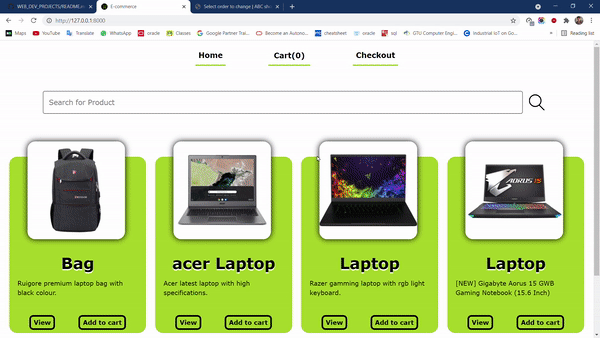 WEB_DEV_PROJECTS/README.m
E-commerce
Select order to change | ABC sh
http://127.0.0.1:8000
Maps
YouTube
Translate
WhatsApp
oracle
Classes
Google Partner Trai...
Become an Autono...
cheatsheet
sql
GTU Computer Engi...
industrial IoT on Go...
Reading list
Home
Cart(0)
Checkout
Search for Product
Bag
acer Laptop
Laptop
Laptop
Ruigore premium laptop bag with
black colour.
Acer latest laptop with high
specifications.
Razer gamming laptop with rgb light
keyboard.
[NEW] Gigabyte Aorus 15 GWB
Gaming Notebook (15.6 Inch)
AORUS 15
View
Add to cart
View
Add to cart
View
Add to cart
View
Add to cart